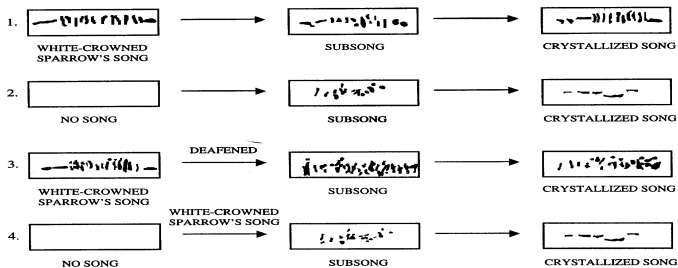 1.
WHITE-CROWNED
SPARROW'S SONG
SUBSONG
CRYSTALLIZED SONG
2.
NO SONG
SUBSONG
CRYSTALLIZED SONG
DEAFENED
3.
WHITE-CROWNED
SPARROW'S SONG
SUBSONG
CRYSTALLIZED SONG
WHITE-CROWNED
SPARROW'S SONG
4.
NO SONG
SUBSONG
CRYSTALLIZED SONG